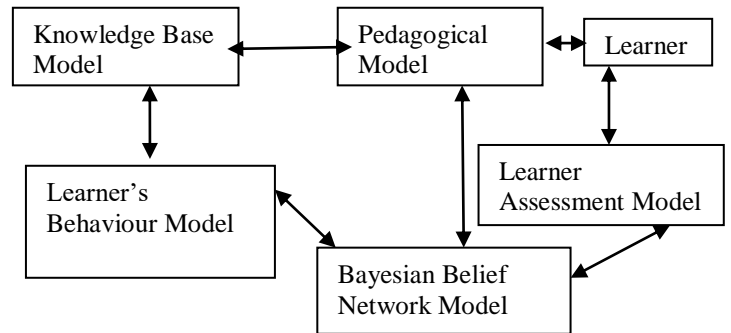 Knowledge Base
Model
Pedagogical
Model
Learner
Learner's
Behaviour Model
Learner
Assessment Model
Bayesian Belief
Network Model